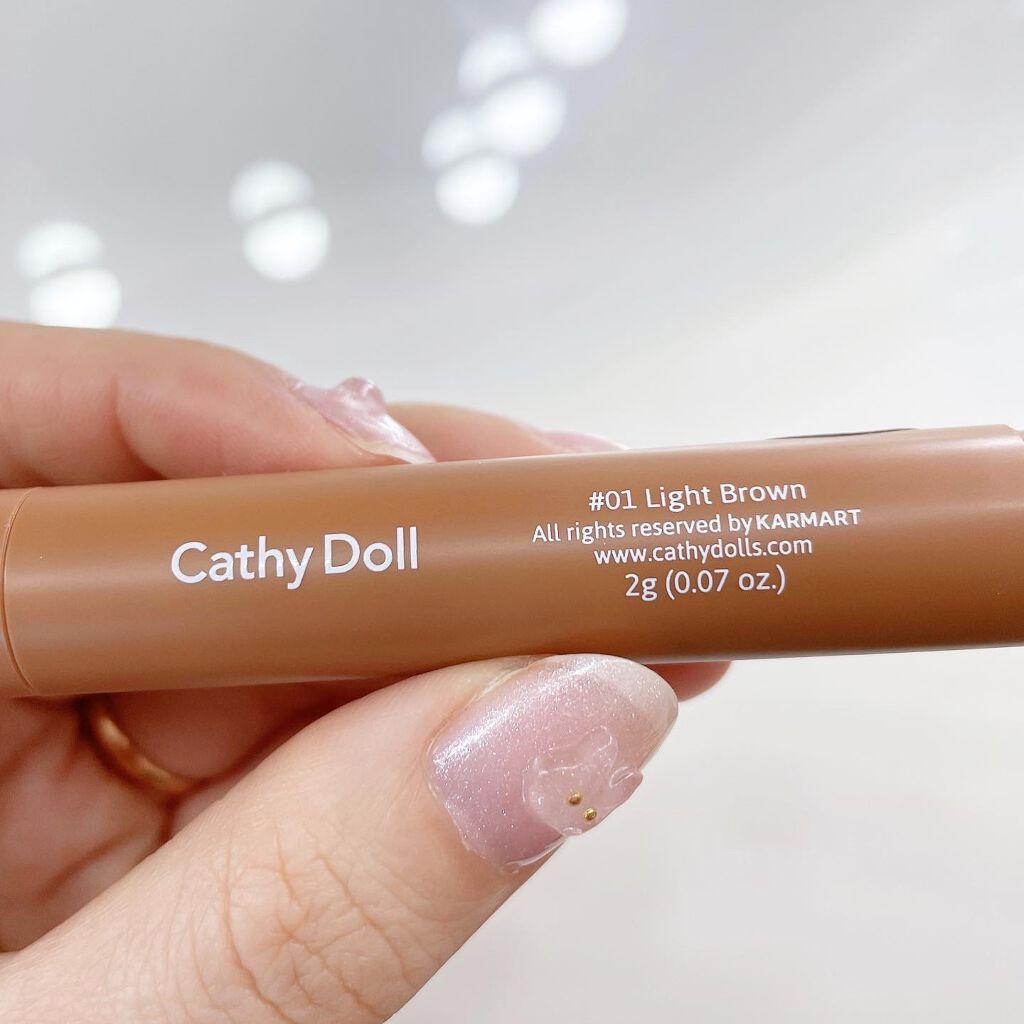 Cathy Doll
#01 Light Brown
All rights reserved by KARMART
www.cathydolls.com
2g (0.07 oz.)